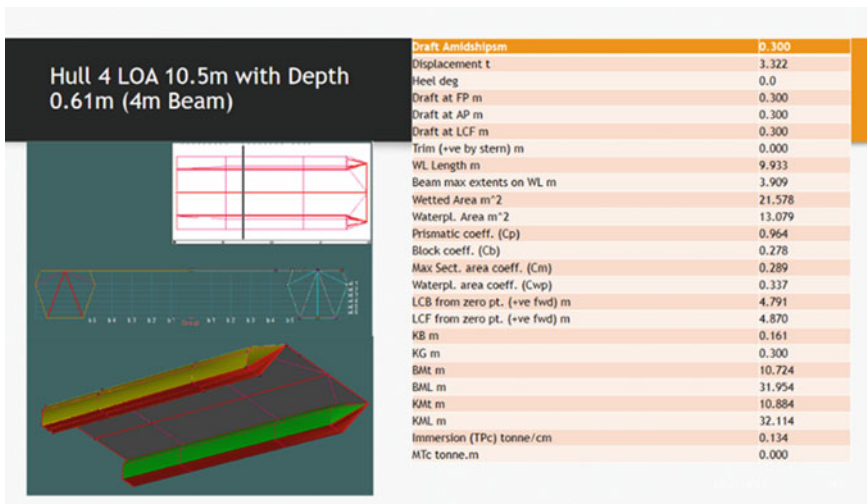 Hull 4 LOA 10.5m with Depth
0.61m (4m Beam)
Draft Amidshipsm 0.300
Displacement t 3.322
Heel deg 0.0
Draft at FP m 0.300
Draft at AP m 0.300
Draft at LCF m 0.300
Trim (+ve by stern) m 0.000
WL Length m 9.933
Beam max extents on WL m 3.909
Wetted Area m^2 21.578
Waterpl. Area m^2 13.079
Prismatic coeff. (Cp) 0.964
Block coeff. (Cb) 0.278
Max Sect. area coeff. (Cm) 0.289
Waterpl. area coeff. (Cwp) 0.337
LCB from zero pt. (+ve fwd) m 4.791
LCF from zero pt. (+ve fwd) m 4.870
KB m 0.161
KG m 0.300
BMt m 10.724
BML m 31.954
KMt m 10.884
KML m 32.114
Immersion (TPc) tonne/cm 0.134
MTc tonne.m 0.000